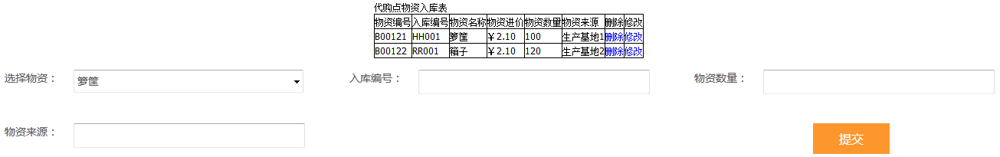 代购点物资入库表
物资编号 入库编号 物资名称 物资进价 物资数量 物资来源 删除 修改
B00121 HH001 箩筐 ￥2.10 100 生产基地1 删除 修改
B00122 RR001 箱子 ￥2.10 120 生产基地2 删除 修改
选择物资： 箩筐 入库编号： 物资数量：
物资来源： 提交